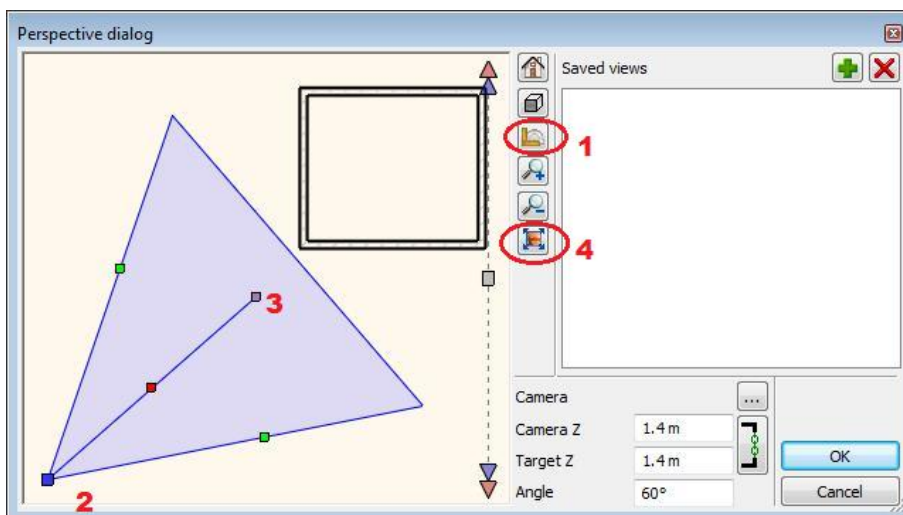 Perspective dialog
Saved views
1
4
3
2
Camera
...
Camera Z 1.4 m
Target Z 1.4 m
Angle 60°
OK
Cancel